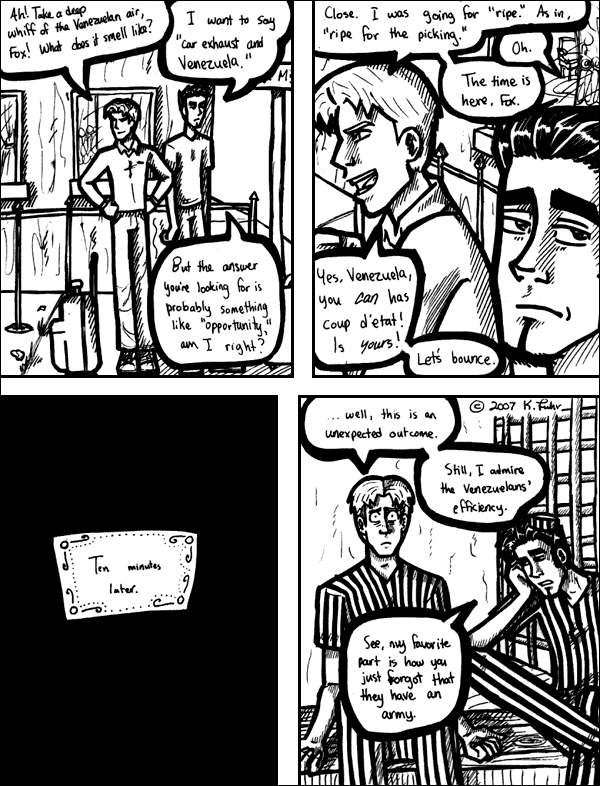 Ah! Take a deep
whiff of the Venezuelan air,
Fox! What does it smell like?
I want to say
"car exhaust and
Venezuela."
But the answer
you're looking for is
probably something
like "opportunity,"
am I right?
Close. I was going for "ripe." As in,
"ripe for the picking."
Oh.
The time is
here, Fox.
Yes, Venezuela,
you can has
coup d'etat!
Is yours!
Let's bounce.
Ten minutes
later.
© 2007 K. Fuhr
... well, this is an
unexpected outcome.
Still, I admire
the Venezuelans'
efficiency.
See, my favorite
part is how you
just forgot that
they have an
army.